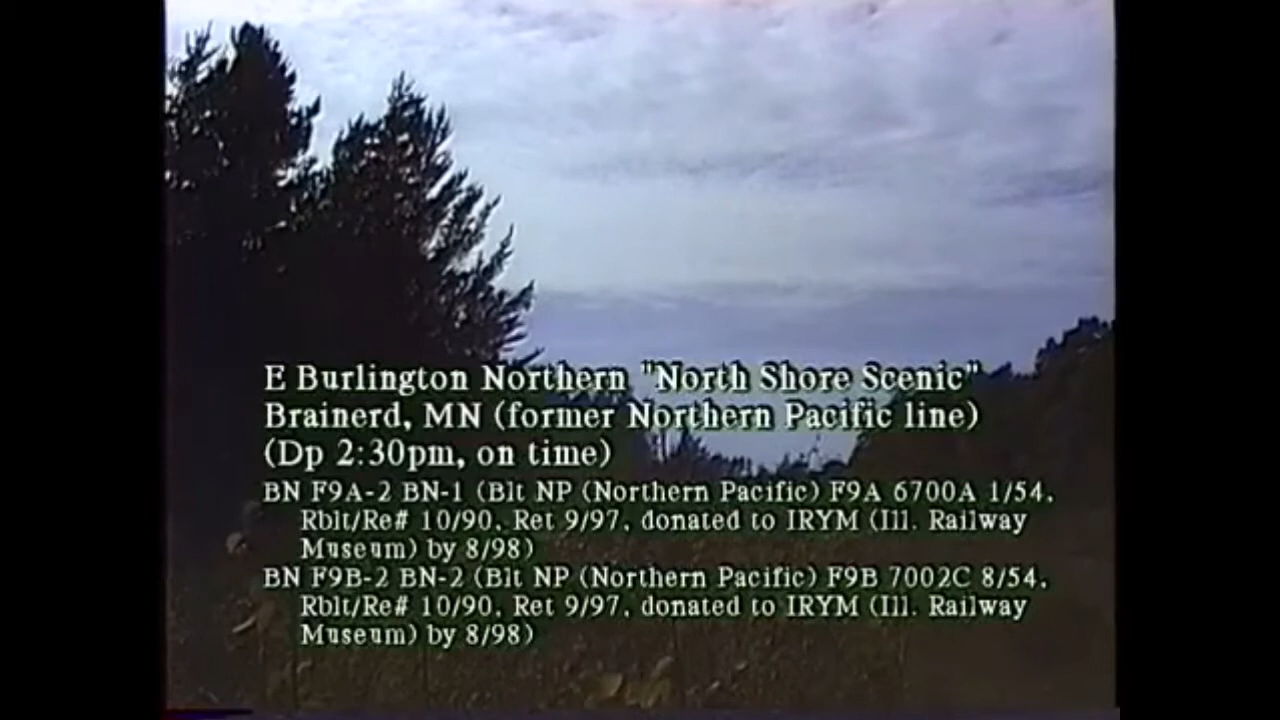 E Burlington Northern "North Shore Scenic"
Brainerd, MN (former Northern Pacific line)
(Dp 2:30pm, on time)
BN F9A-2 BN-1 (Blt NP (Northern Pacific) F9A 6700A 1/54,
Rblt/Re# 10/90, Ret 9/97, donated to IRYM (Ill. Railway
Museum) by 8/98)
BN F9B-2 BN-2 (Blt NP (Northern Pacific) F9B 7002C 8/54,
Rblt/Re# 10/90, Ret 9/97, donated to IRYM (Ill. Railway
Museum) by 8/98)